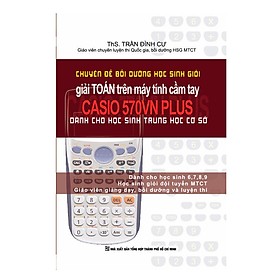 ThS. TRẦN ĐÌNH CƯ
Giáo viên chuyên luyện thi Quốc gia, bồi dưỡng HSG MTCT
CHUYÊN ĐỀ BỒI DƯỠNG HỌC SINH GIỎI
giải TOÁN trên máy tính cầm tay
CASIO 570VN PLUS
DÀNH CHO HỌC SINH TRUNG HỌC CƠ SỞ
Dành cho học sinh 6,7,8,9
Học sinh giỏi đội tuyển MTCT
Giáo viên giảng dạy, bồi dưỡng và luyện thi
NHÀ XUẤT BẢN TỔNG HỢP THÀNH PHỐ HỒ CHÍ MINH